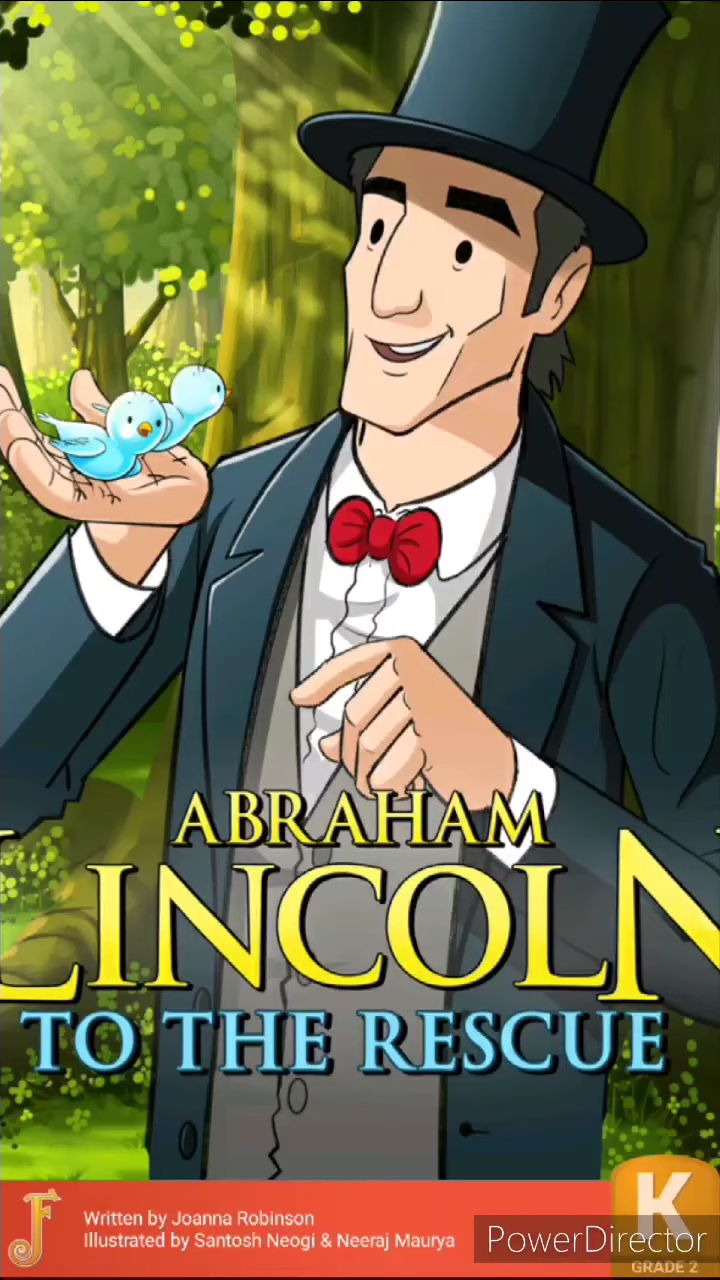 ABRAHAM
LINCOLN
TO THE RESCUE
F
Written by Joanna Robinson
Illustrated by Santosh Neogi & Neeraj Maurya
K
PowerDirector
GRADE 2